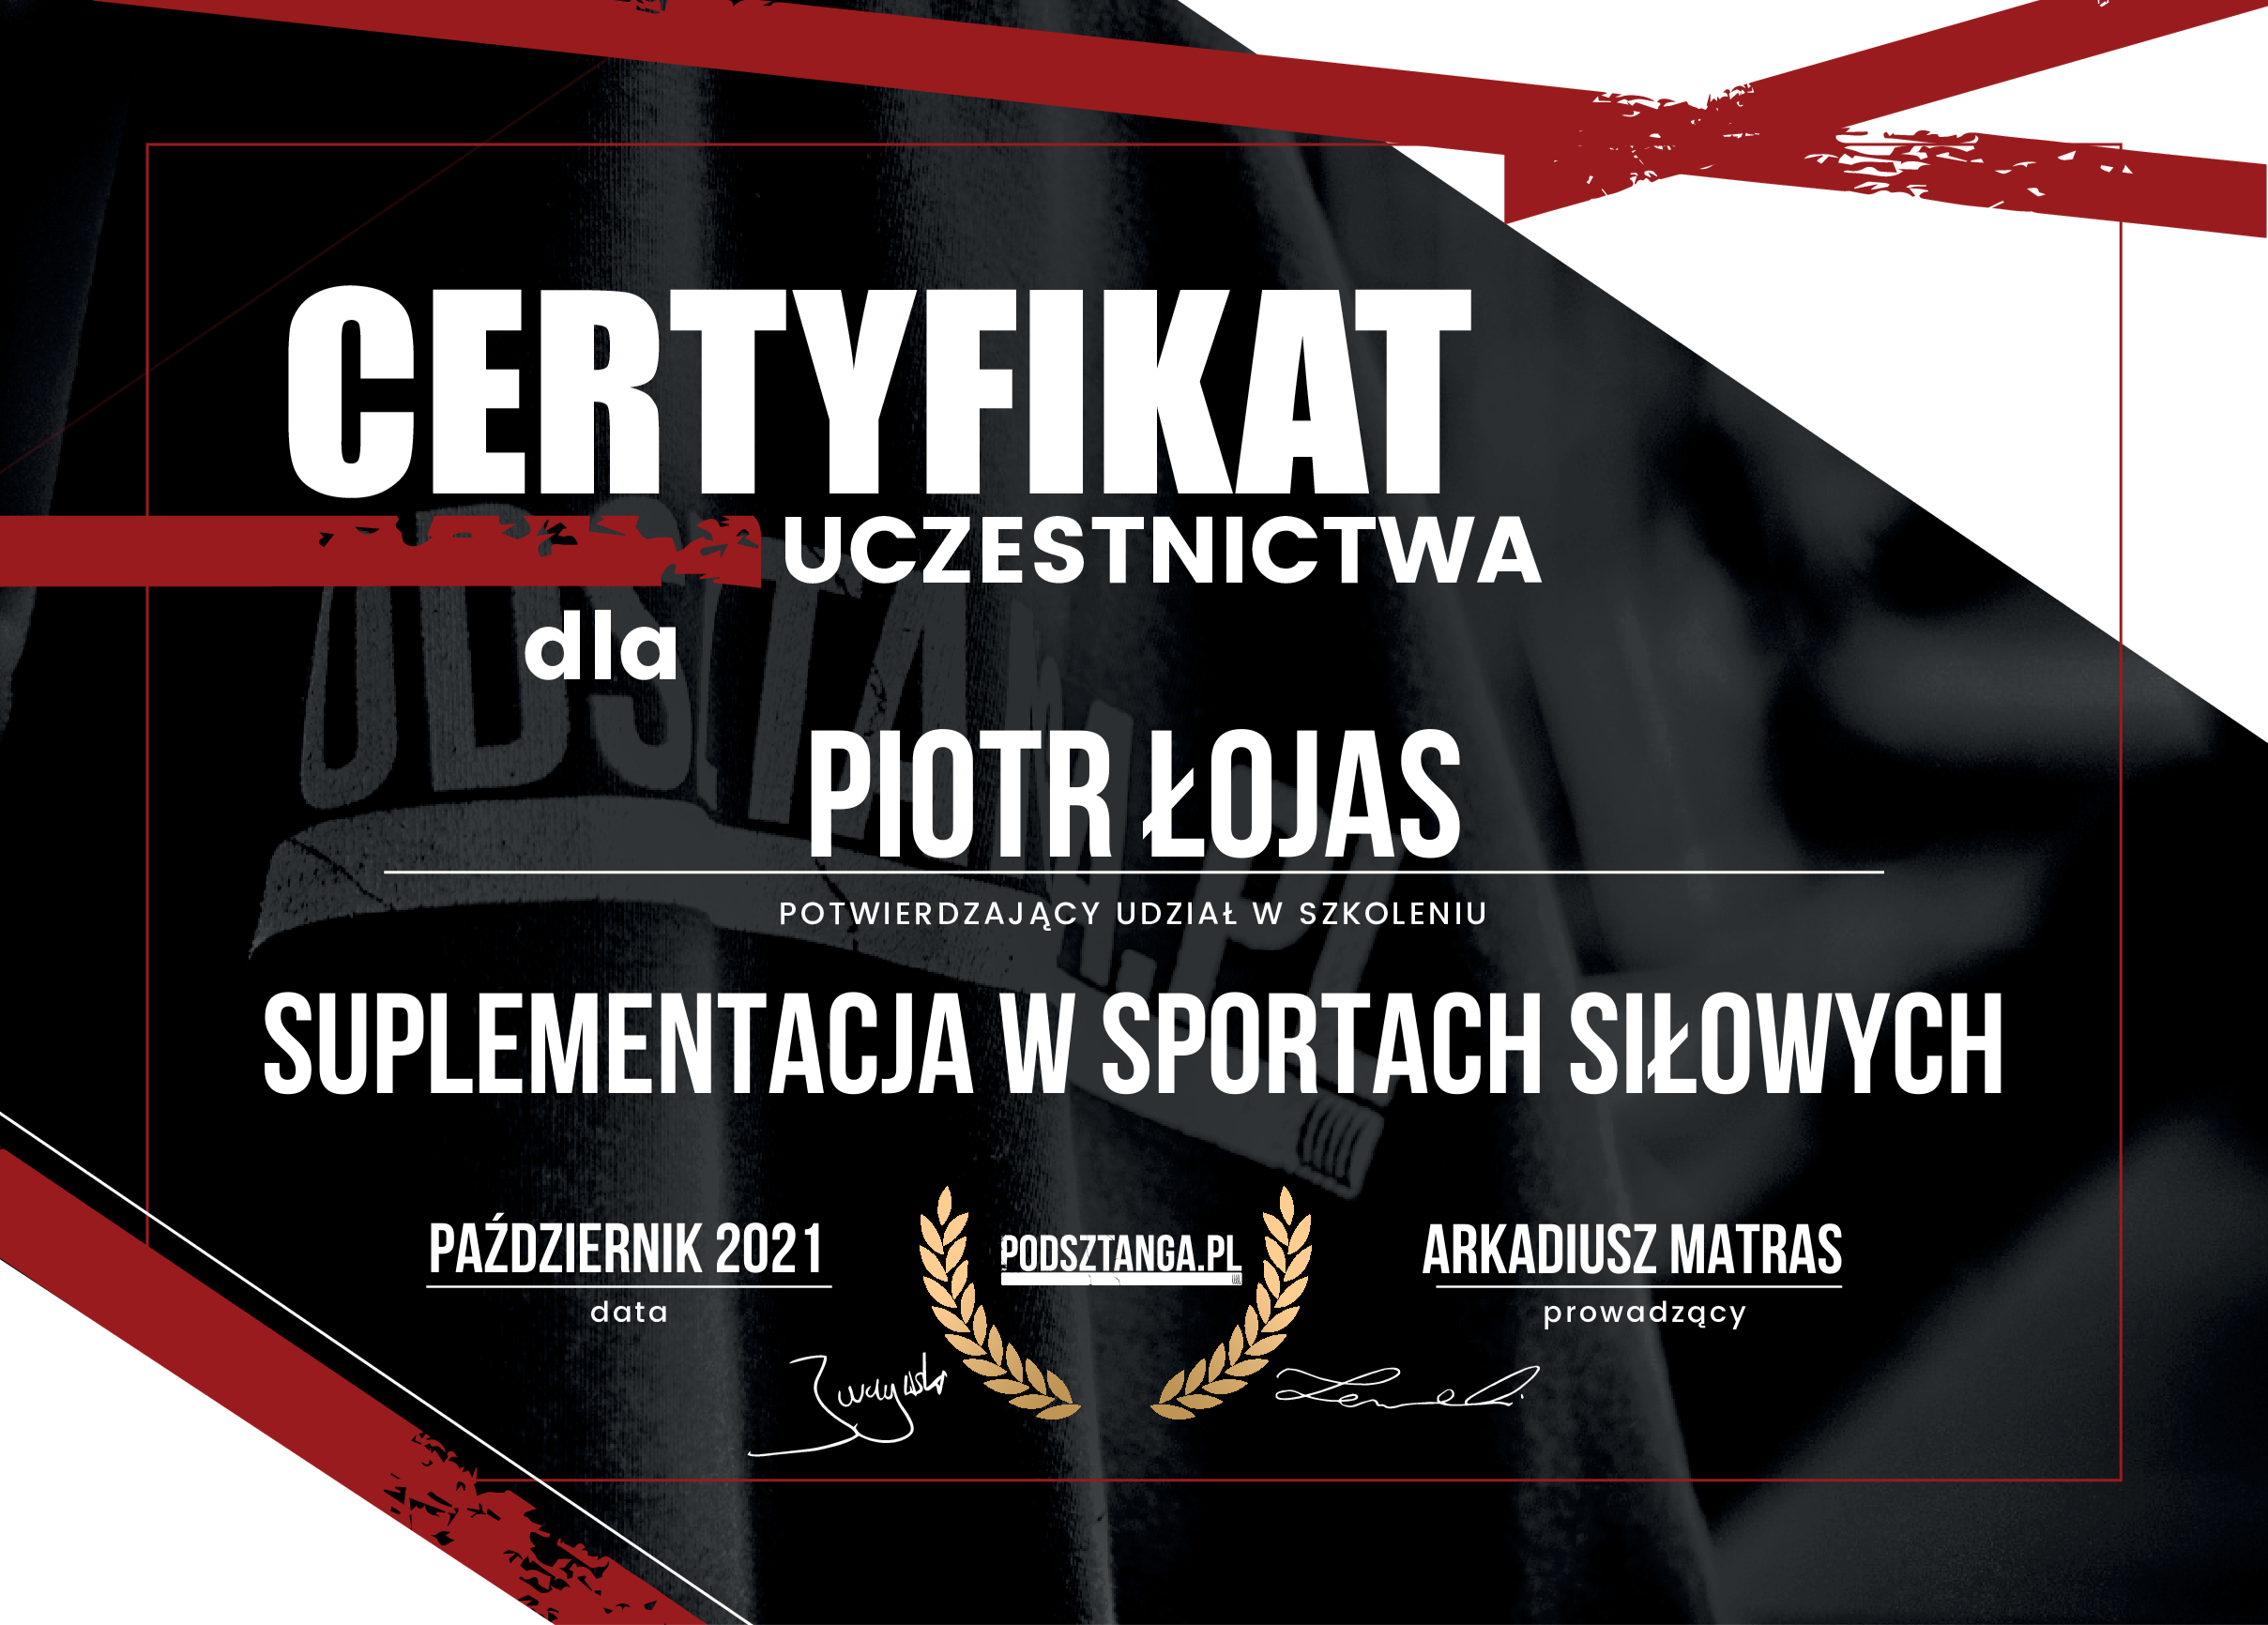 CERTYFIKAT
UCZESTNICTWA
dla
PIOTR ŁOJAS
POTWIERDZAJĄCY UDZIAŁ W SZKOLENIU
SUPLEMENTACJA W SPORTACH SIŁOWYCH
PAŹDZIERNIK 2021
data
PODSZTANGA.PL
ARKADIUSZ MATRAS
prowadzący